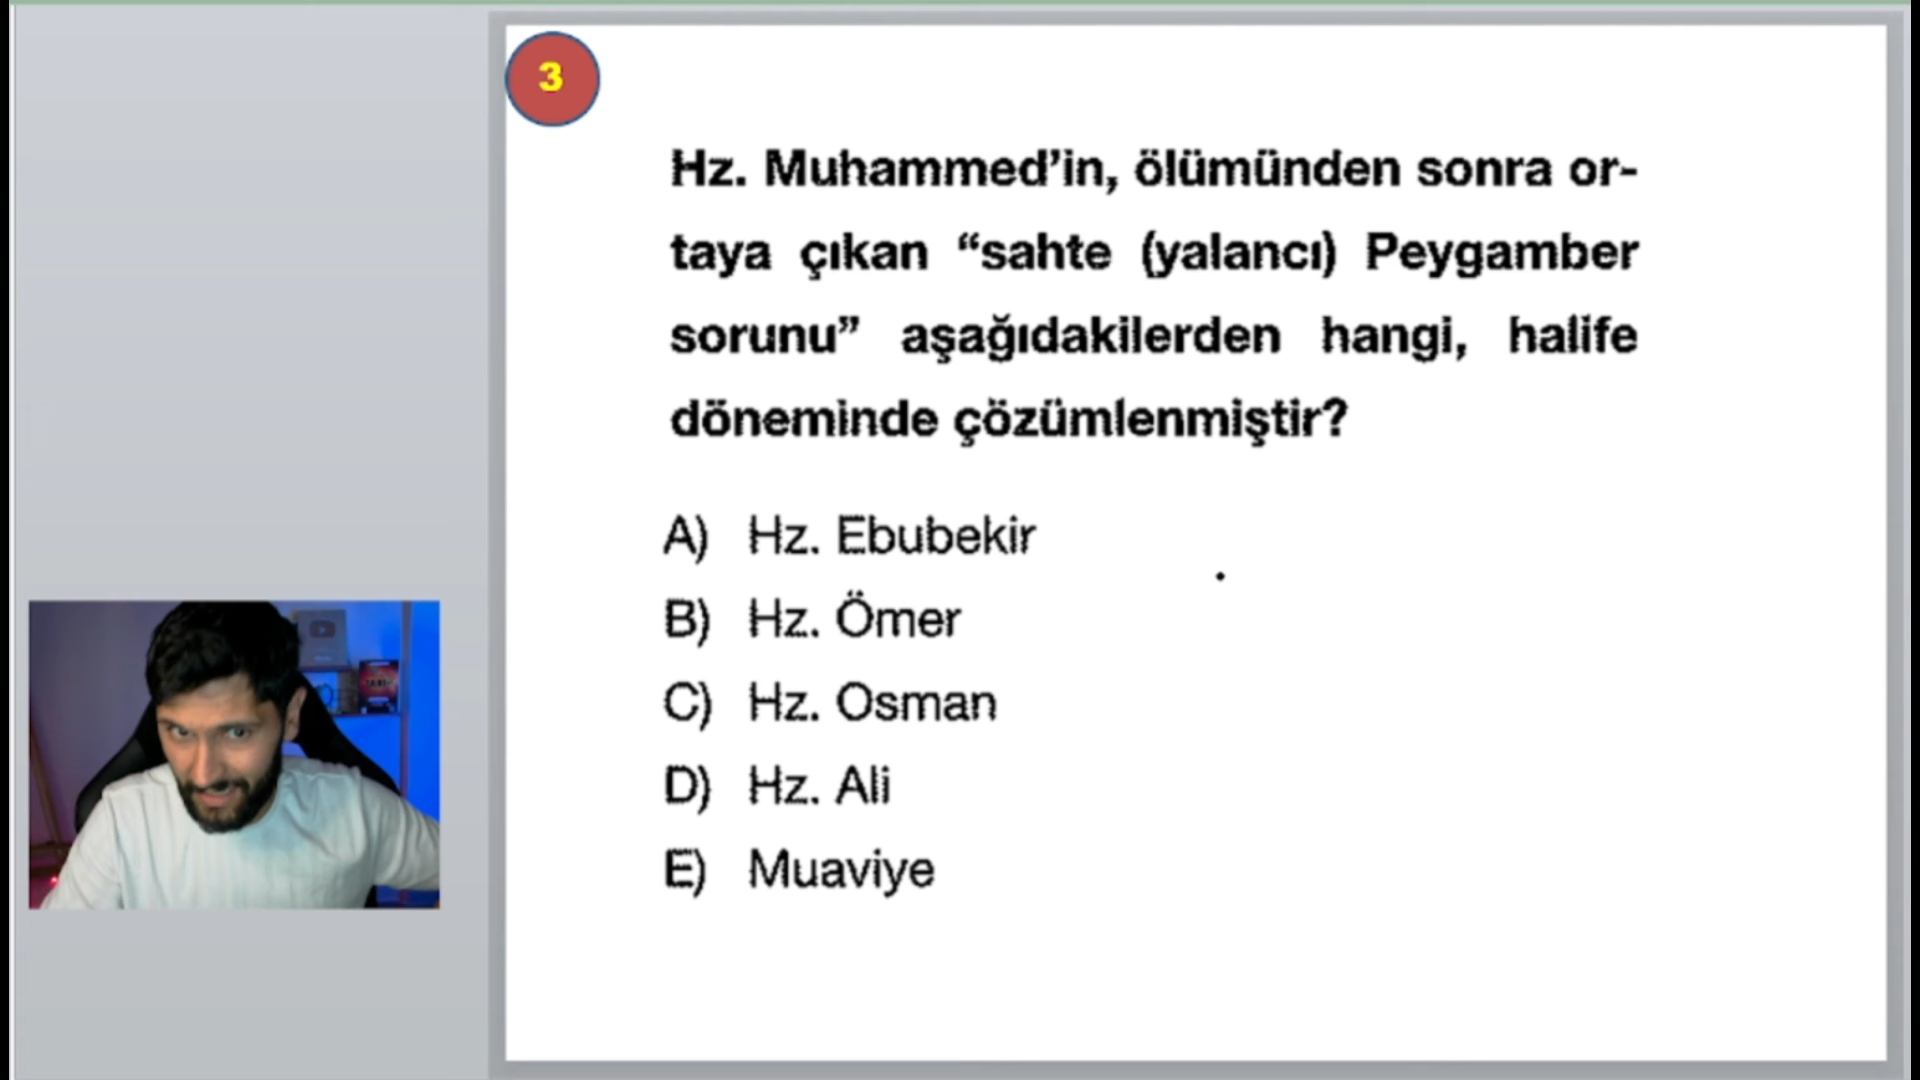 3
Hz. Muhammed’in, ölümünden sonra or-
taya çıkan “sahte (yalancı) Peygamber
sorunu” aşağıdakilerden hangi, halife
döneminde çözümlenmiştir?
A) Hz. Ebubekir
B) Hz. Ömer
C) Hz. Osman
D) Hz. Ali
E) Muaviye